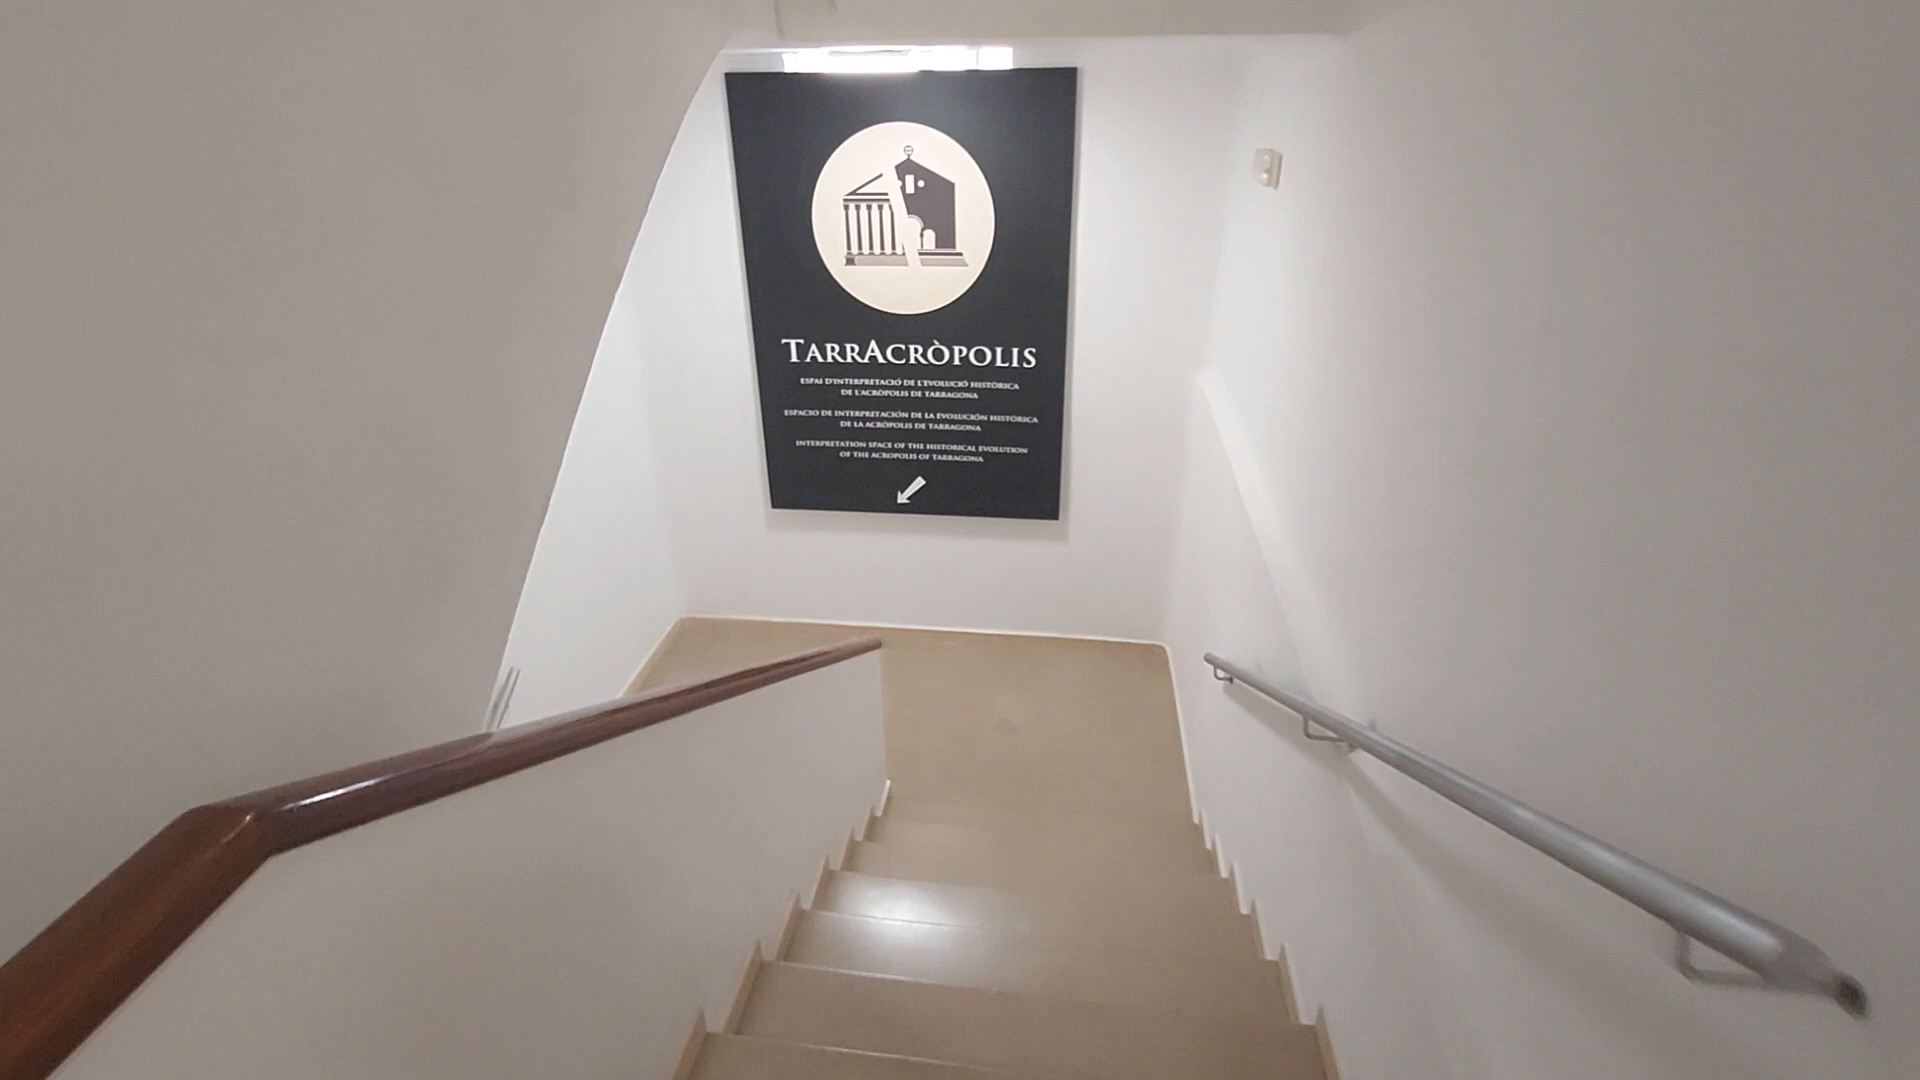 TARRACRÒPOLIS
ESPAI D'INTERPRETACIÓ DE L'EVOLUCIÓ HISTÒRICA
DE L'ACRÒPOLIS DE TARRAGONA
ESPACIO DE INTERPRETACIÓN DE LA EVOLUCIÓN HISTÓRICA
DE LA ACRÓPOLIS DE TARRAGONA
INTERPRETATION SPACE OF THE HISTORICAL EVOLUTION
OF THE ACROPOLIS OF TARRAGONA